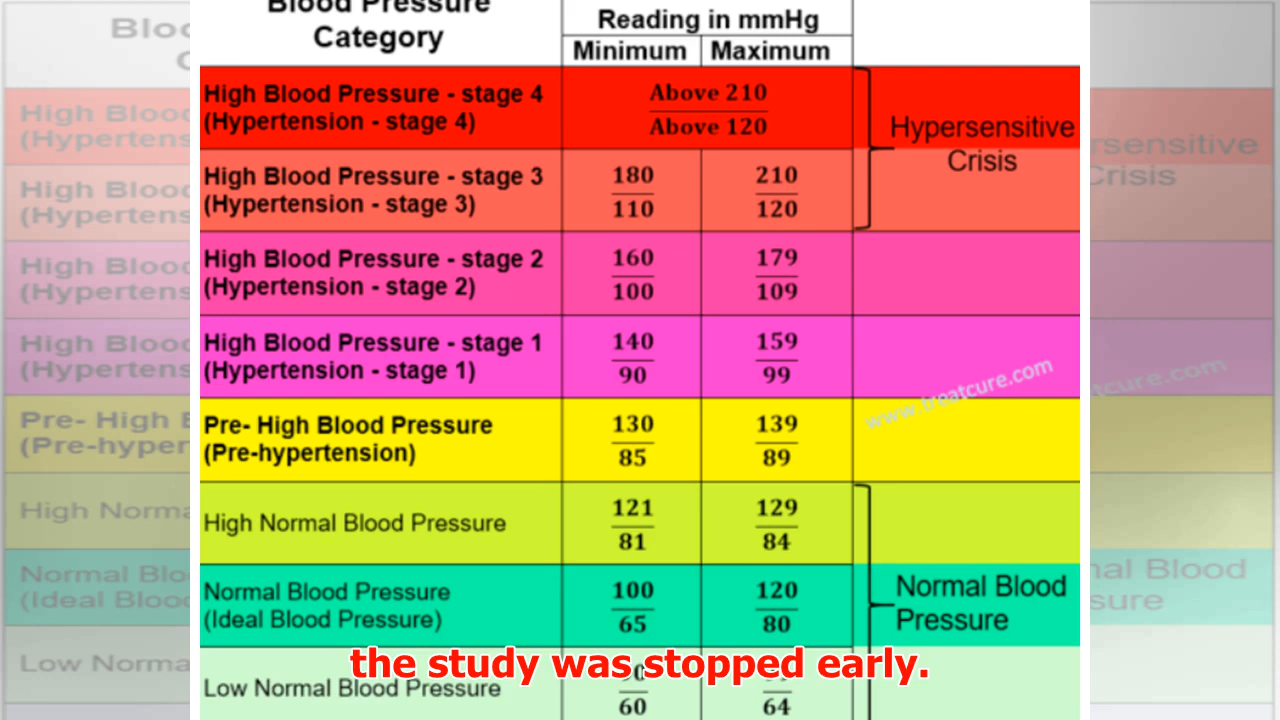 Blood Pressure
Category
Reading in mmHg
Minimum Maximum
High Blood Pressure - stage 4
(Hypertension - stage 4)
Above 210
Above 120
Hypersensitive
Crisis
High Blood Pressure - stage 3
(Hypertension - stage 3)
180 210
110 120
High Blood Pressure - stage 2
(Hypertension - stage 2)
160 179
100 109
High Blood Pressure - stage 1
(Hypertension - stage 1)
140 159
90 99
www.treatcure.com
Pre- High Blood Pressure
(Pre-hypertension)
130 139
85 89
High Normal Blood Pressure
121 129
81 84
Normal Blood Pressure
(Ideal Blood Pressure)
100 120
65 80
Normal Blood
Pressure
the study was stopped early.
Low Normal Blood Pressure
60 64